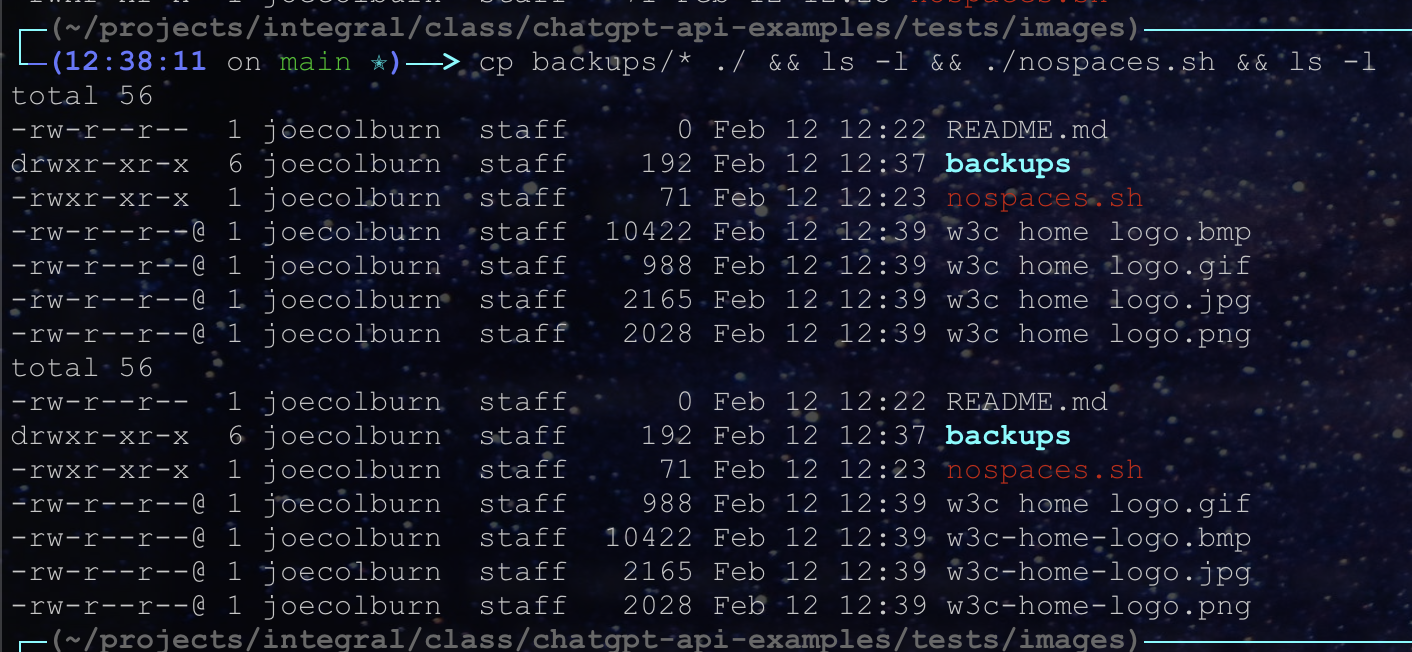 -rwxr-xr-x 1 joecolburn staff 71 Feb 12 12:23 nospaces.sh
(~/projects/integral/class/chatgpt-api-examples/tests/images)
(12:38:11 on main ✭)──> cp backups/* ./ && ls -l && ./nospaces.sh && ls -l
total 56
-rw-r--r--  1 joecolburn  staff      0 Feb 12 12:22 README.md
drwxr-xr-x  6 joecolburn  staff    192 Feb 12 12:37 backups
-rwxr-xr-x  1 joecolburn  staff     71 Feb 12 12:23 nospaces.sh
-rw-r--r--@ 1 joecolburn  staff  10422 Feb 12 12:39 w3c home logo.bmp
-rw-r--r--@ 1 joecolburn  staff    988 Feb 12 12:39 w3c home logo.gif
-rw-r--r--@ 1 joecolburn  staff   2165 Feb 12 12:39 w3c home logo.jpg
-rw-r--r--@ 1 joecolburn  staff   2028 Feb 12 12:39 w3c home logo.png
total 56
-rw-r--r--  1 joecolburn  staff      0 Feb 12 12:22 README.md
drwxr-xr-x  6 joecolburn  staff    192 Feb 12 12:37 backups
-rwxr-xr-x  1 joecolburn  staff     71 Feb 12 12:23 nospaces.sh
-rw-r--r--@ 1 joecolburn  staff    988 Feb 12 12:39 w3c home logo.gif
-rw-r--r--@ 1 joecolburn  staff  10422 Feb 12 12:39 w3c-home-logo.bmp
-rw-r--r--@ 1 joecolburn  staff   2165 Feb 12 12:39 w3c-home-logo.jpg
-rw-r--r--@ 1 joecolburn  staff   2028 Feb 12 12:39 w3c-home-logo.png
(~/projects/integral/class/chatgpt-api-examples/tests/images)